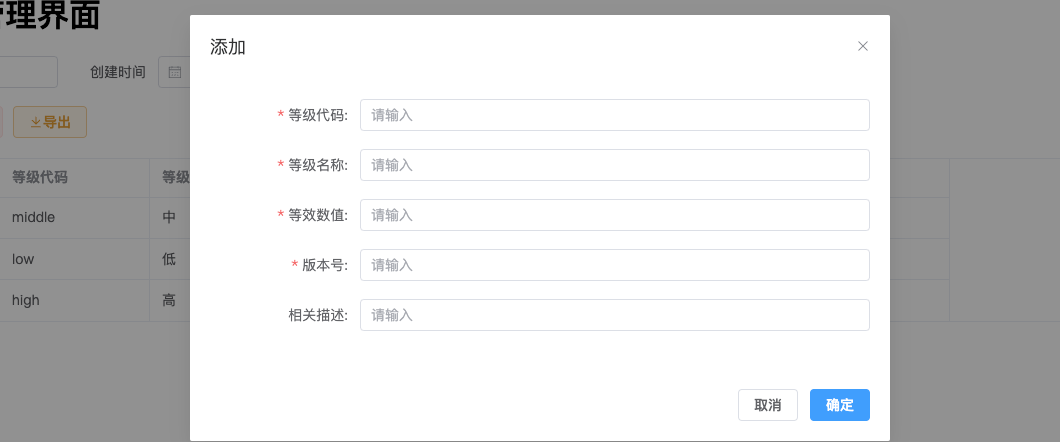 管理界面
添加
创建时间
导出
* 等级代码: 请输入
* 等级名称: 请输入
* 等效数值: 请输入
* 版本号: 请输入
相关描述: 请输入
等级代码 等级
middle 中
low 低
high 高
取消 确定